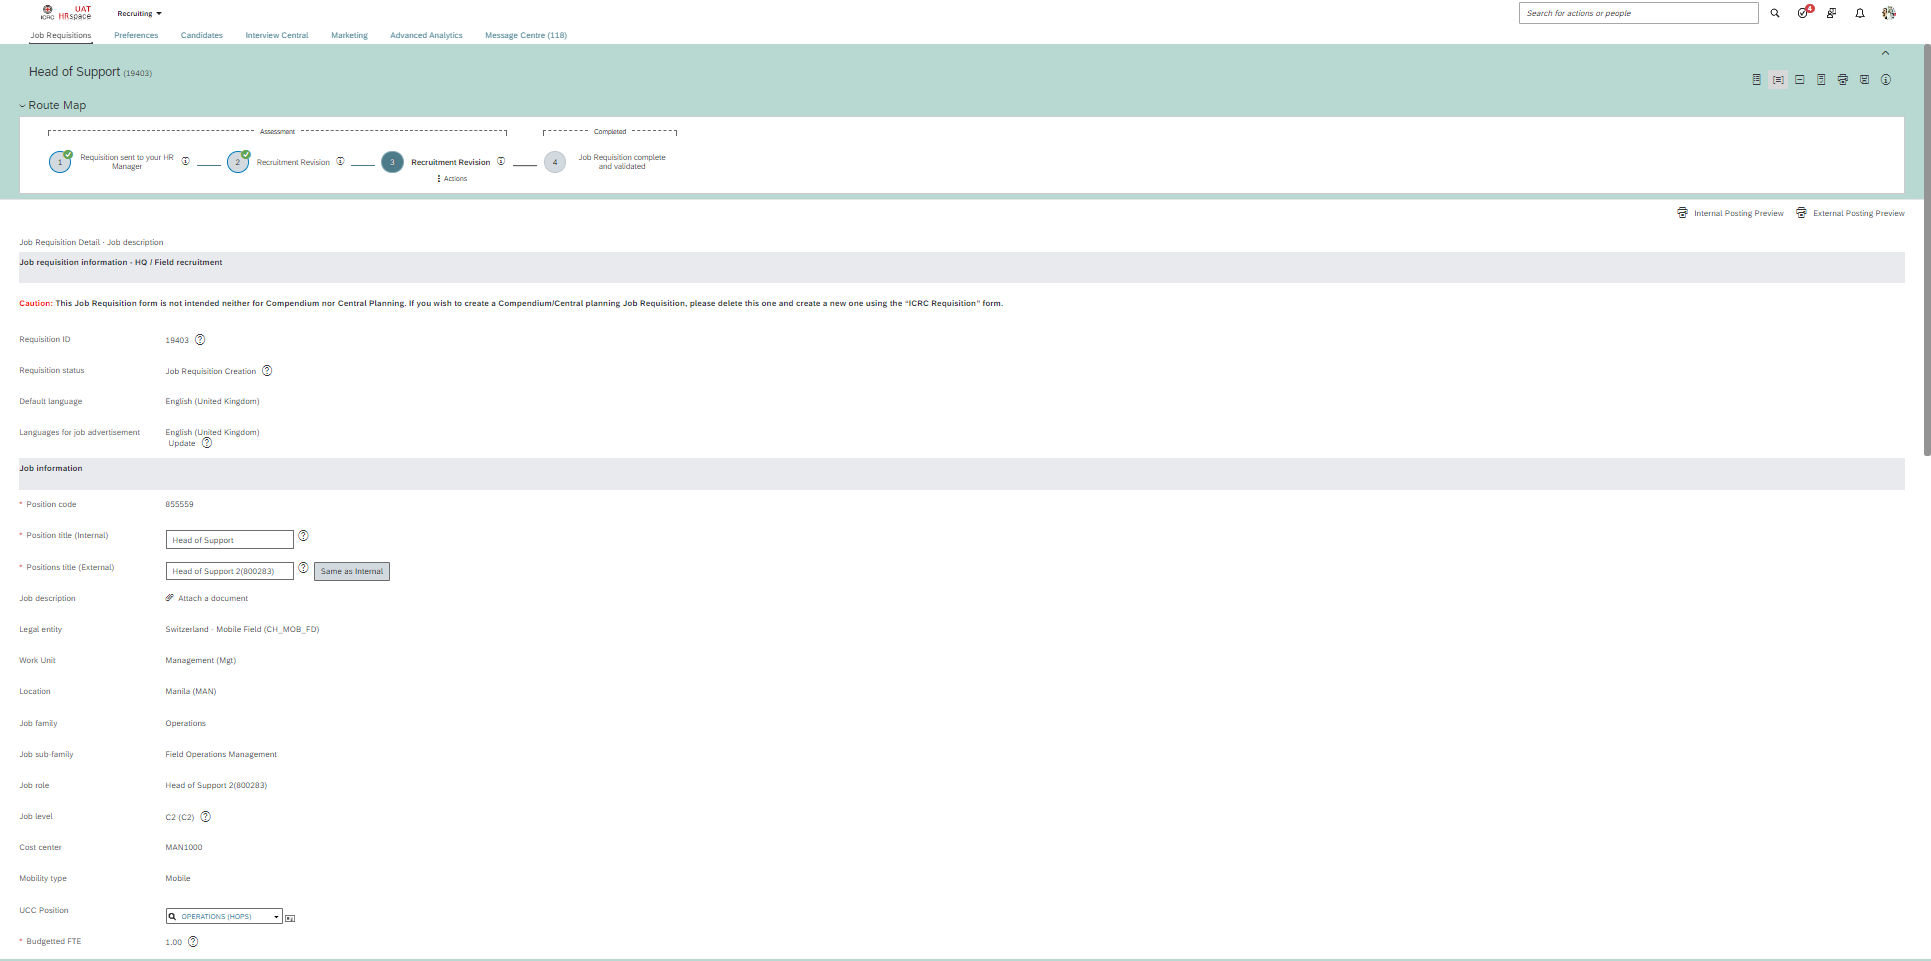 ICRC UAT HRspace
Recruiting
Search for actions or people
4
Job Requisitions
Preferences
Candidates
Interview Central
Marketing
Advanced Analytics
Message Centre (118)
Head of Support (19403)
Route Map
Assessment
Completed
1
Requisition sent to your HR
Manager
2
Recruitment Revision
3
Recruitment Revision
Actions
4
Job Requisition complete
and validated
Internal Posting Preview
External Posting Preview
Job Requisition Detail - Job description
Job requisition information - HQ / Field recruitment
Caution: This Job Requisition form is not intended neither for Compendium nor Central Planning. If you wish to create a Compendium/Central planning Job Requisition, please delete this one and create a new one using the "ICRC Requisition" form.
Requisition ID 19403
Requisition status Job Requisition Creation
Default language English (United Kingdom)
Languages for job advertisement English (United Kingdom)
Update
Job information
* Position code 855559
* Position title (Internal) Head of Support
* Positions title (External) Head of Support 2(800283) Same as Internal
Job description Attach a document
Legal entity Switzerland - Mobile Field (CH_MOB_FD)
Work Unit Management (Mgt)
Location Manila (MAN)
Job family Operations
Job sub-family Field Operations Management
Job role Head of Support 2(800283)
Job level C2 (C2)
Cost center MAN1000
Mobility type Mobile
UCC Position OPERATIONS (HOPS)
* Budgetted FTE 1.00